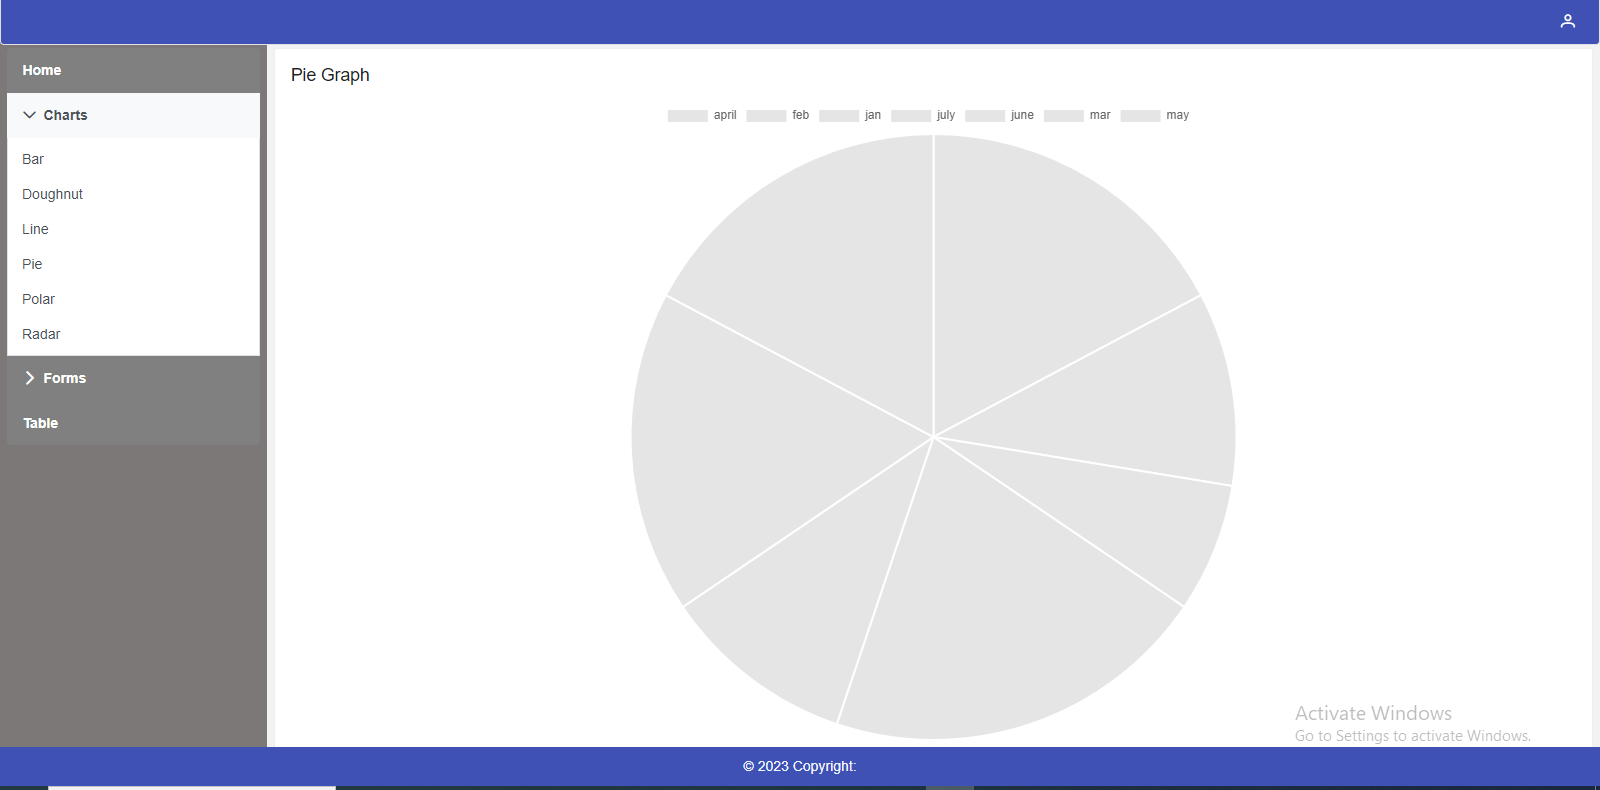 Home
Charts
Bar
Doughnut
Line
Pie
Polar
Radar
Forms
Table
Pie Graph
april feb jan july june mar may
Activate Windows
Go to Settings to activate Windows.
© 2023 Copyright: